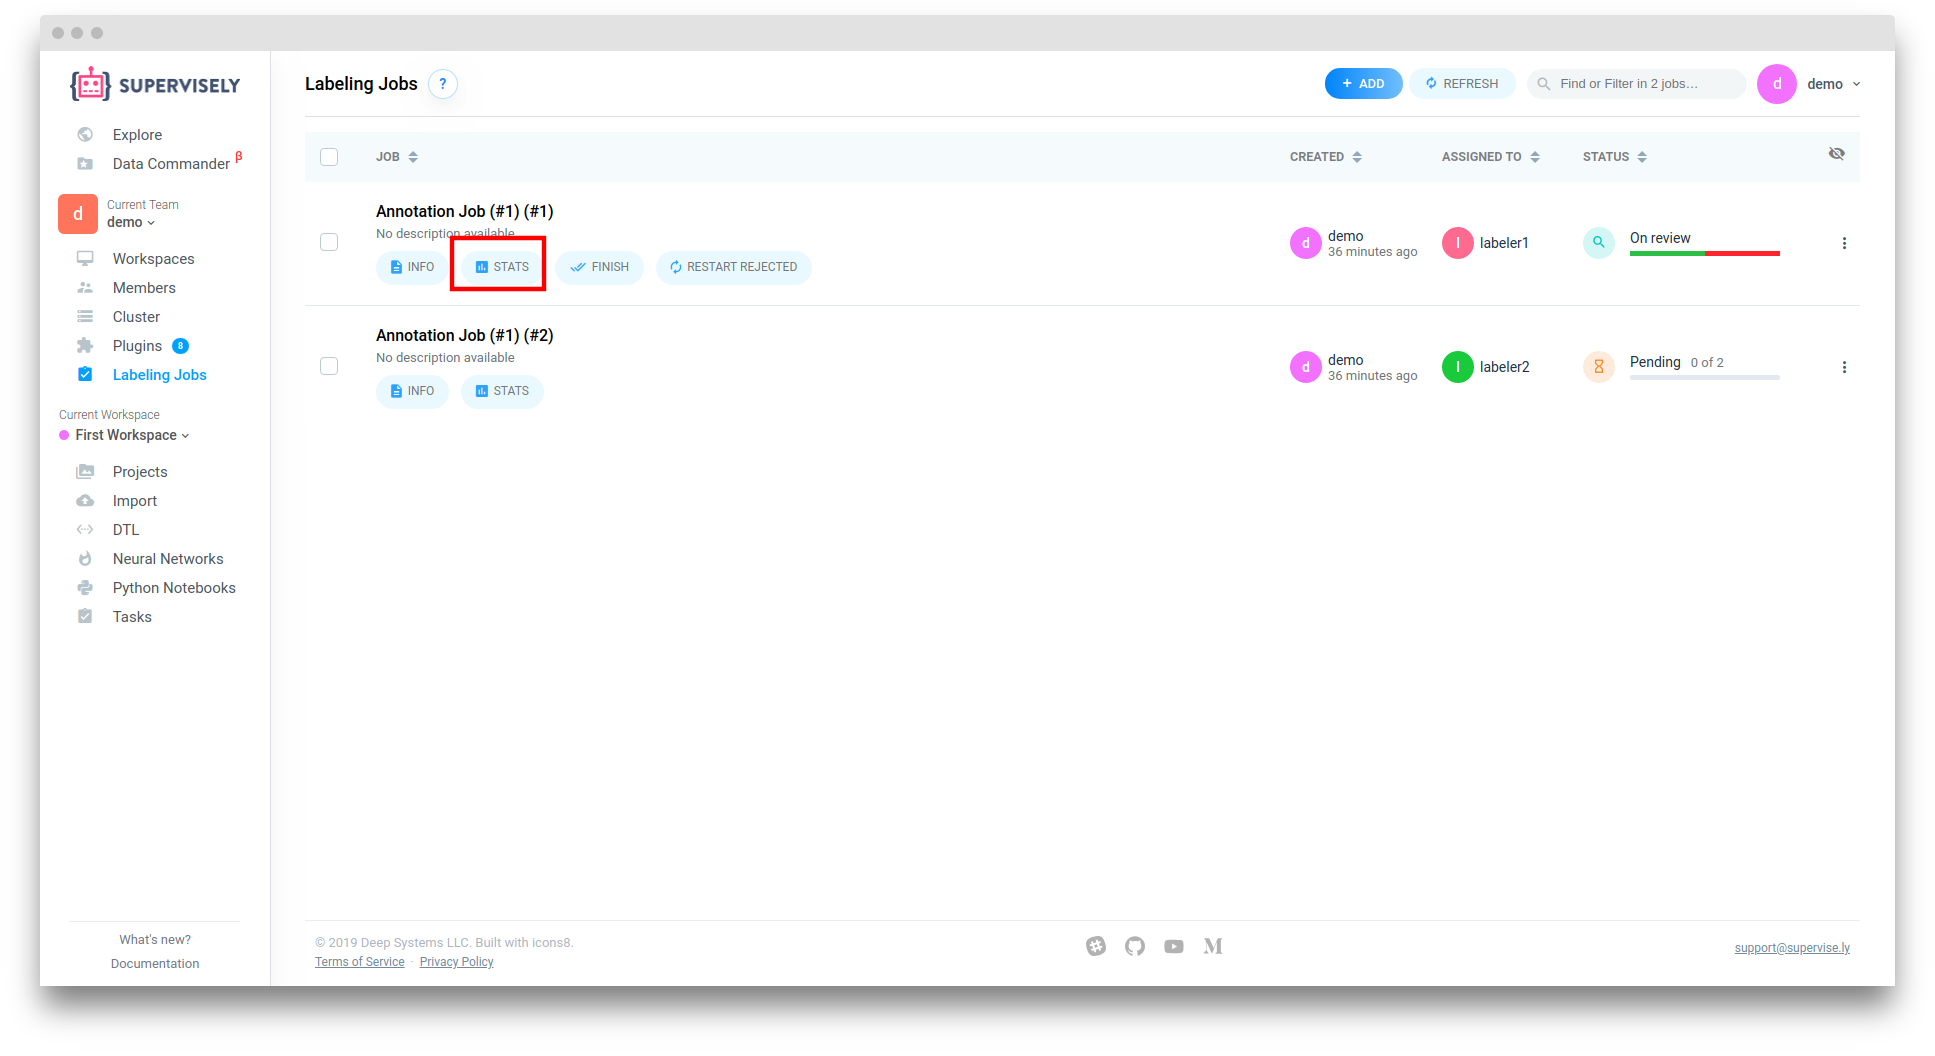 SUPERVISELY
Explore
Data Commander β
d
Current Team
demo
Workspaces
Members
Cluster
Plugins 8
Labeling Jobs
Current Workspace
First Workspace
Projects
Import
DTL
Neural Networks
Python Notebooks
Tasks
What's new?
Documentation
Labeling Jobs ?
+ ADD
REFRESH
Find or Filter in 2 jobs...
d demo
JOB CREATED ASSIGNED TO STATUS
Annotation Job (#1) (#1)
No description available
INFO STATS FINISH RESTART REJECTED
d demo
36 minutes ago
l labeler1
On review
Annotation Job (#1) (#2)
No description available
INFO STATS
d demo
36 minutes ago
l labeler2
Pending 0 of 2
© 2019 Deep Systems LLC. Built with icons8.
Terms of Service · Privacy Policy
support@supervise.ly